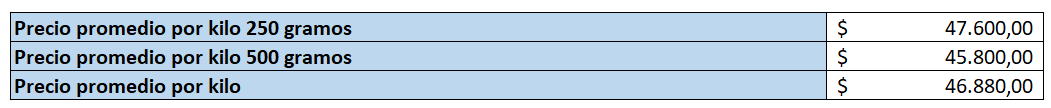 Precio promedio por kilo 250 gramos $ 47.600,00
Precio promedio por kilo 500 gramos $ 45.800,00
Precio promedio por kilo $ 46.880,00